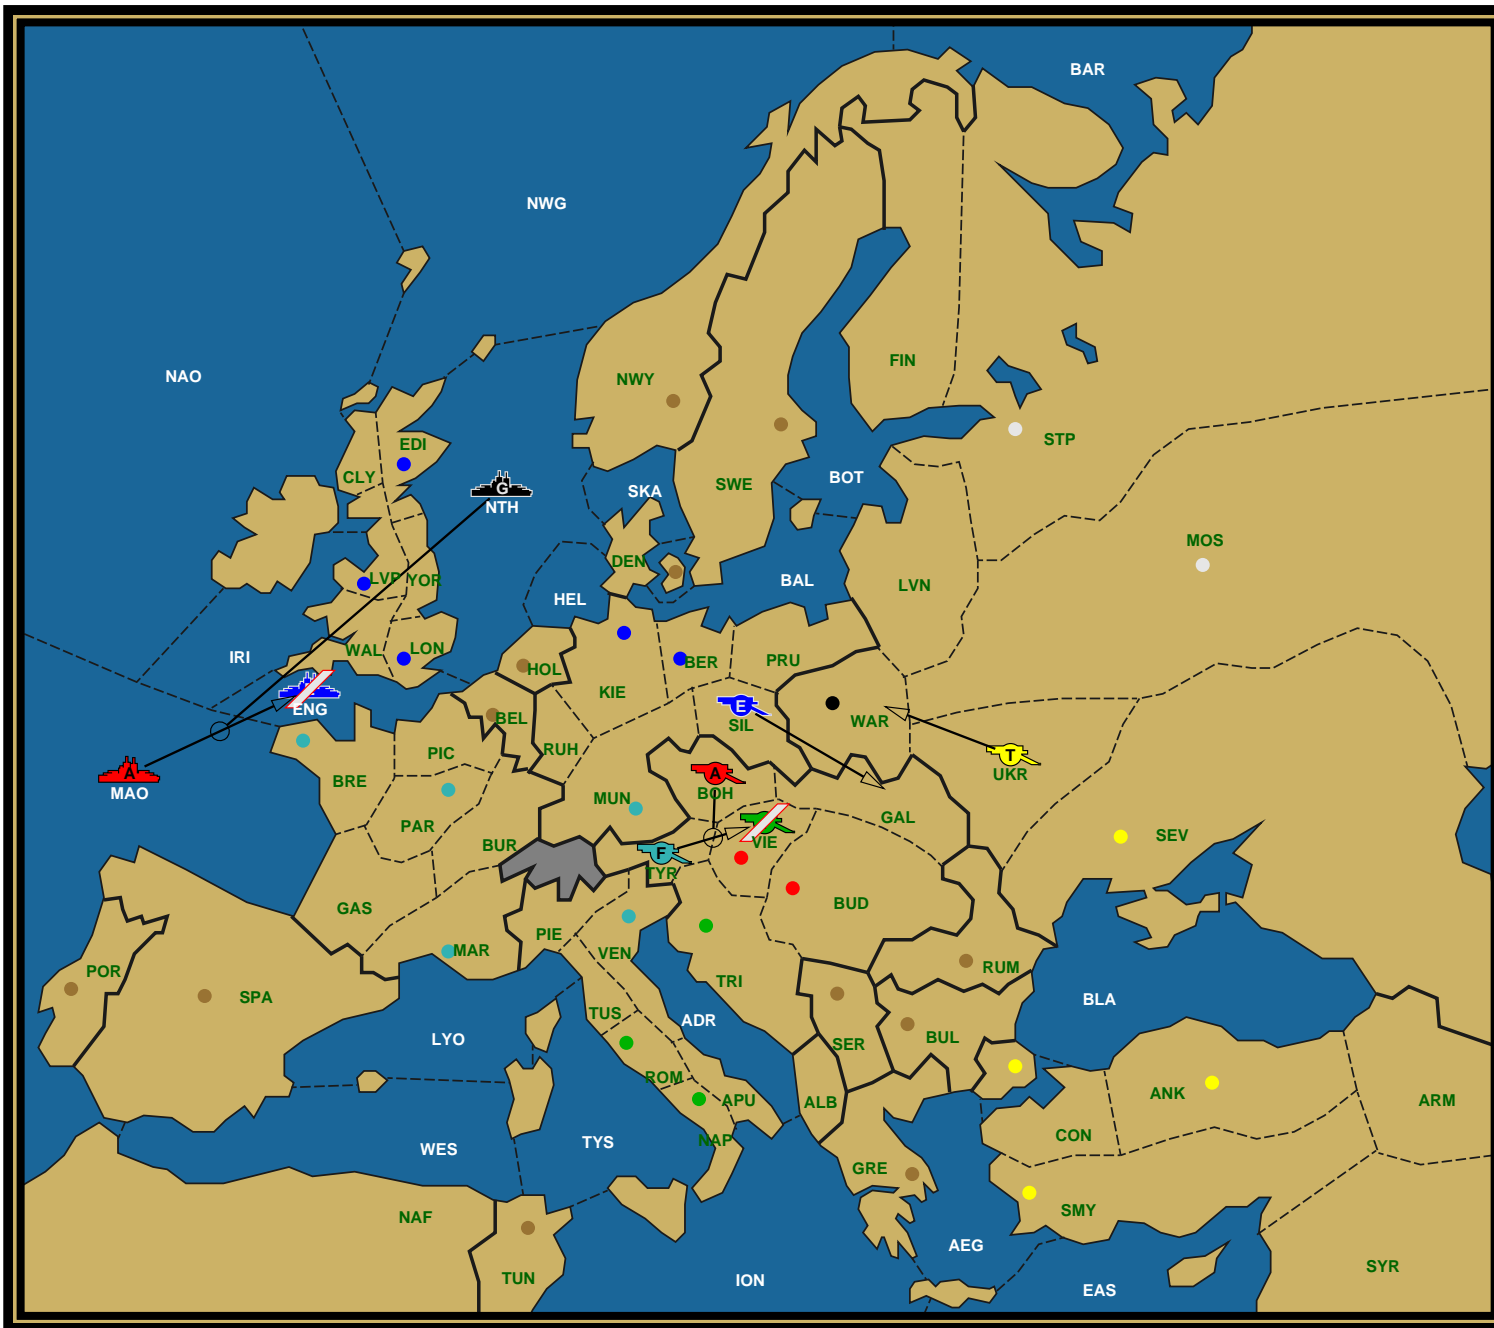 BAR
NWG
NAO
FIN
NWY
STP
EDI
CLY
SWE
BOT
SKA
G
NTH
MOS
DEN
LVP
YOR
BAL
LVN
HEL
IRI
WAL
LON
HOL
BER
PRU
KIE
E
ENG
BEL
SIL
WAR
PIC
RUH
T
UKR
A
MAO
BRE
A
BOH
MUN
PAR
GAL
SEV
VIE
BUR
F
TYR
BUD
GAS
PIE
VEN
MAR
RUM
POR
SPA
TRI
BLA
TUS
ADR
LYO
SER
BUL
ROM
ANK
APU
ALB
ARM
CON
NAP
TYS
WES
GRE
SMY
NAF
AEG
SYR
TUN
ION
EAS